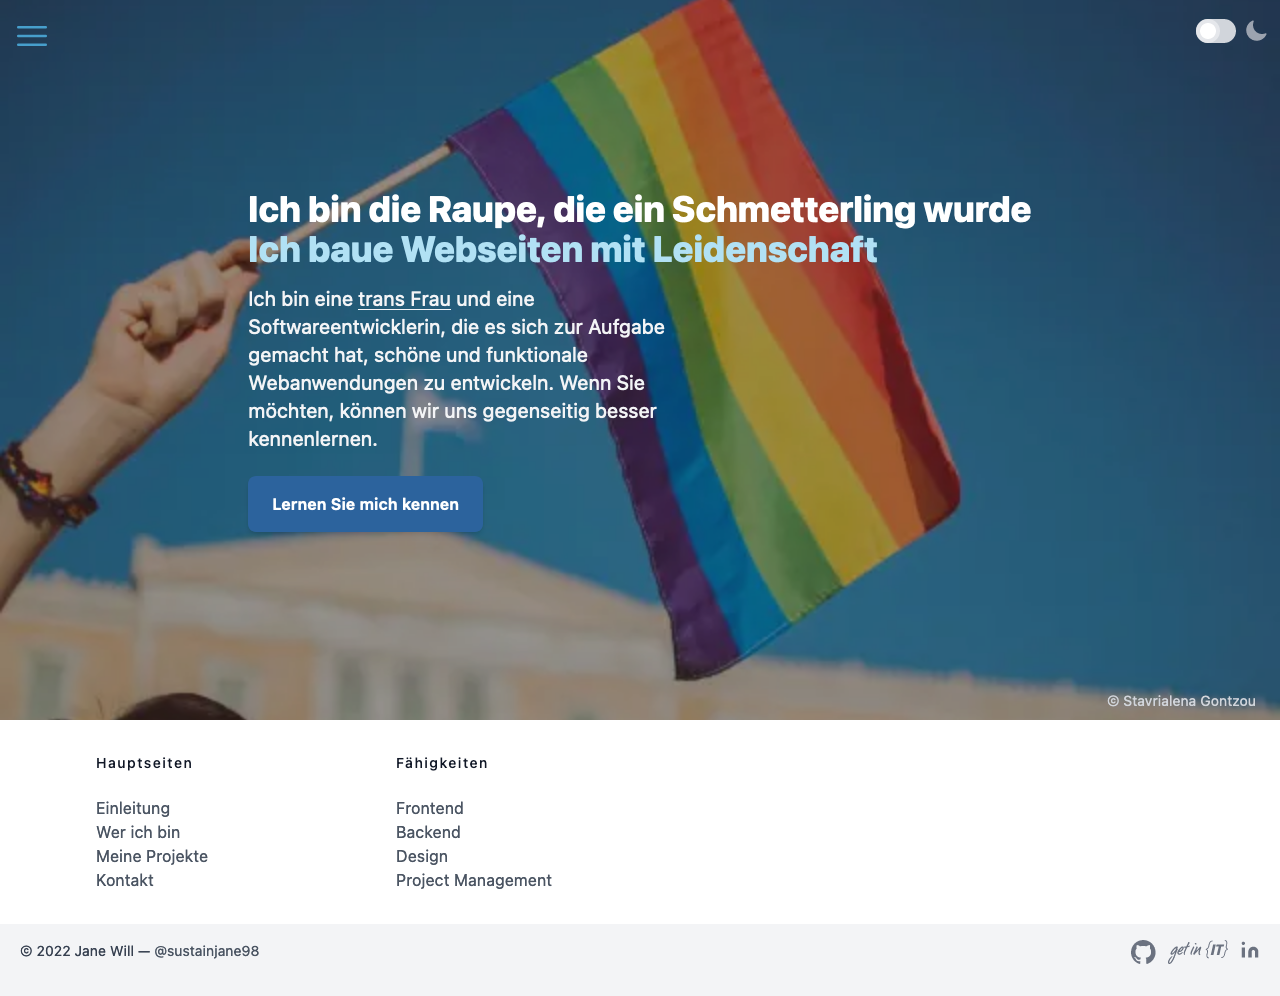 Ich bin die Raupe, die ein Schmetterling wurde
Ich baue Webseiten mit Leidenschaft
Ich bin eine trans Frau und eine
Softwareentwicklerin, die es sich zur Aufgabe
gemacht hat, schöne und funktionale
Webanwendungen zu entwickeln. Wenn Sie
möchten, können wir uns gegenseitig besser
kennenlernen.
Lernen Sie mich kennen
© Stavrialena Gontzou
Hauptseiten
Einleitung
Wer ich bin
Meine Projekte
Kontakt
Fähigkeiten
Frontend
Backend
Design
Project Management
© 2022 Jane Will — @sustainjane98
get in {IT}
in